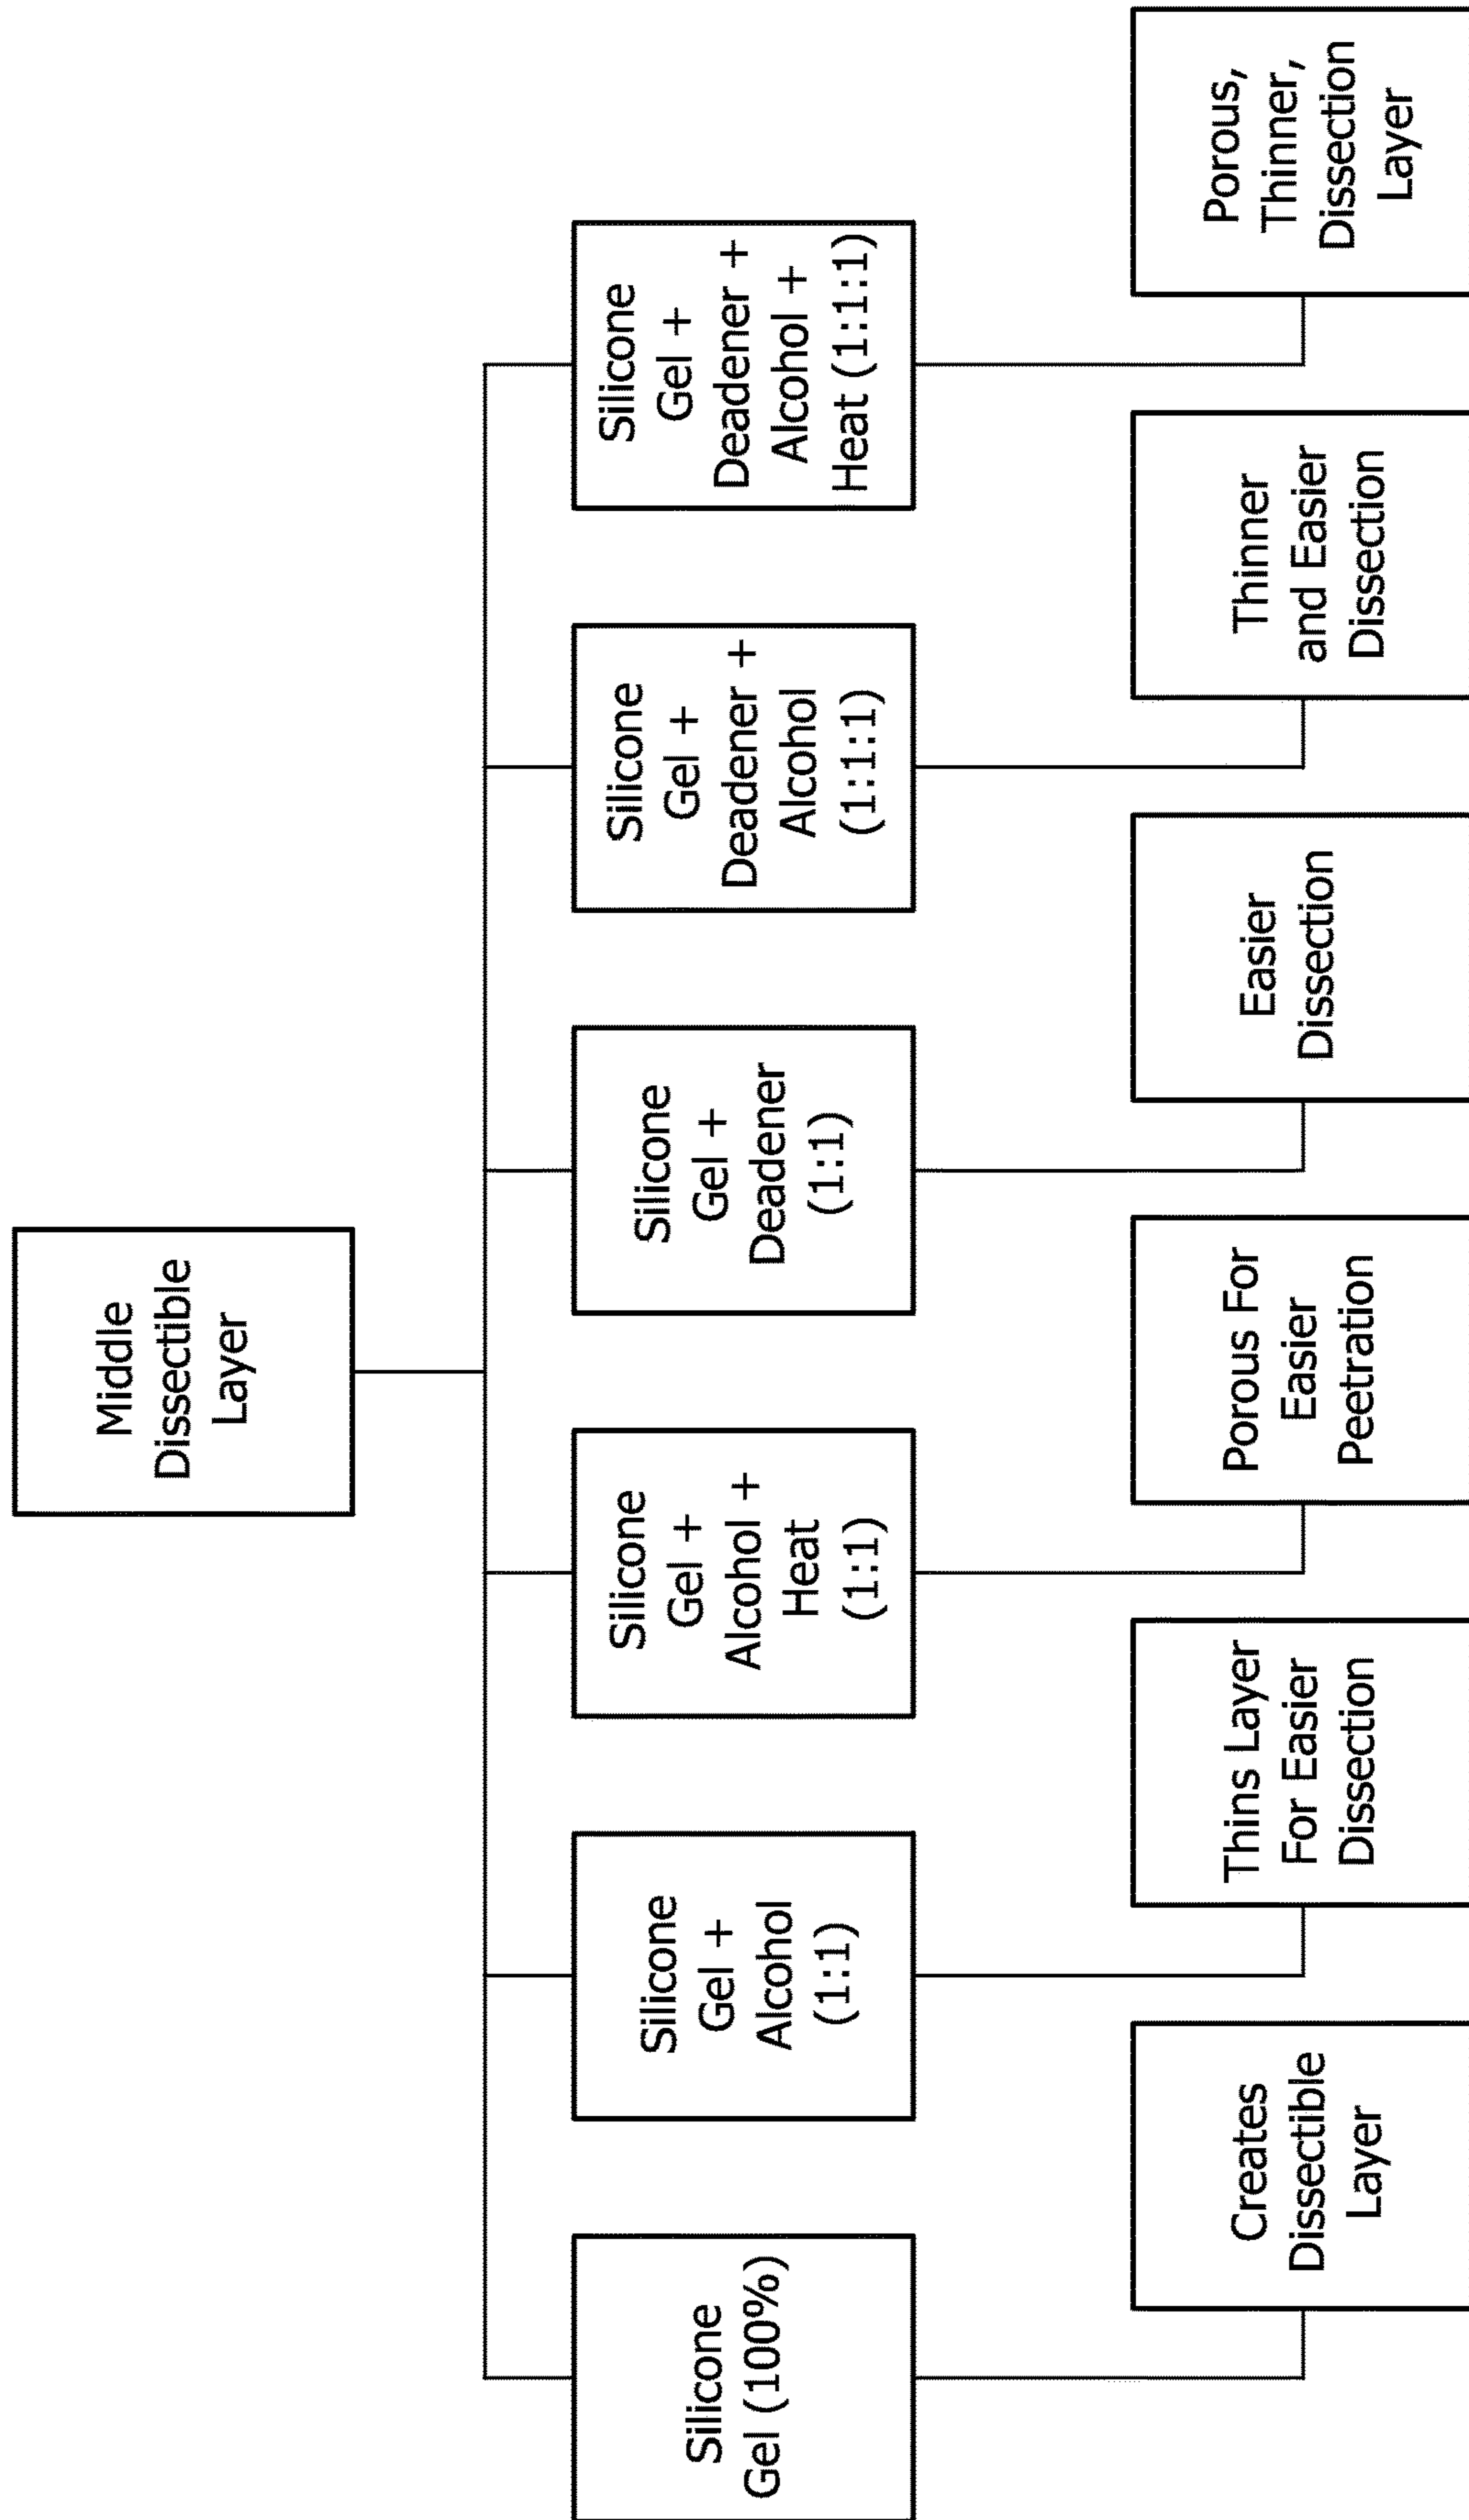 Middle
Dissectible
Layer
Silicone
Gel (100%)
Silicone
Gel +
Alcohol
(1:1)
Silicone
Gel +
Alcohol +
Heat
(1:1)
Silicone
Gel +
Deadener
(1:1)
Silicone
Gel +
Deadener +
Alcohol
(1:1:1)
Silicone
Gel +
Deadener +
Alcohol +
Heat (1:1:1)
Creates
Dissectible
Layer
Thins Layer
For Easier
Dissection
Porous For
Easier
Peetration
Easier
Dissection
Thinner
and Easier
Dissection
Porous,
Thinner,
Dissection
Layer